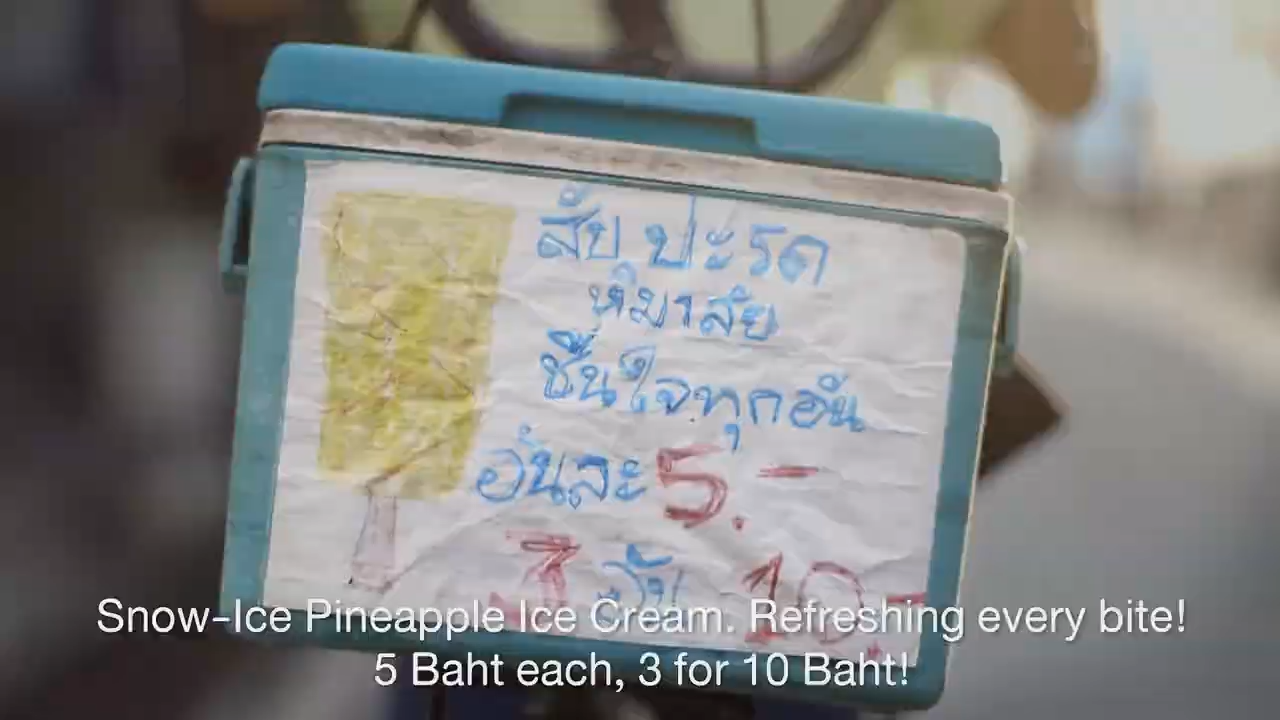 สับ ปะรด
หิมาลัย
ชื่นใจทุกอัน
อันละ 5.-
3 อัน 10.-
Snow-Ice Pineapple Ice Cream. Refreshing every bite!
5 Baht each, 3 for 10 Baht!